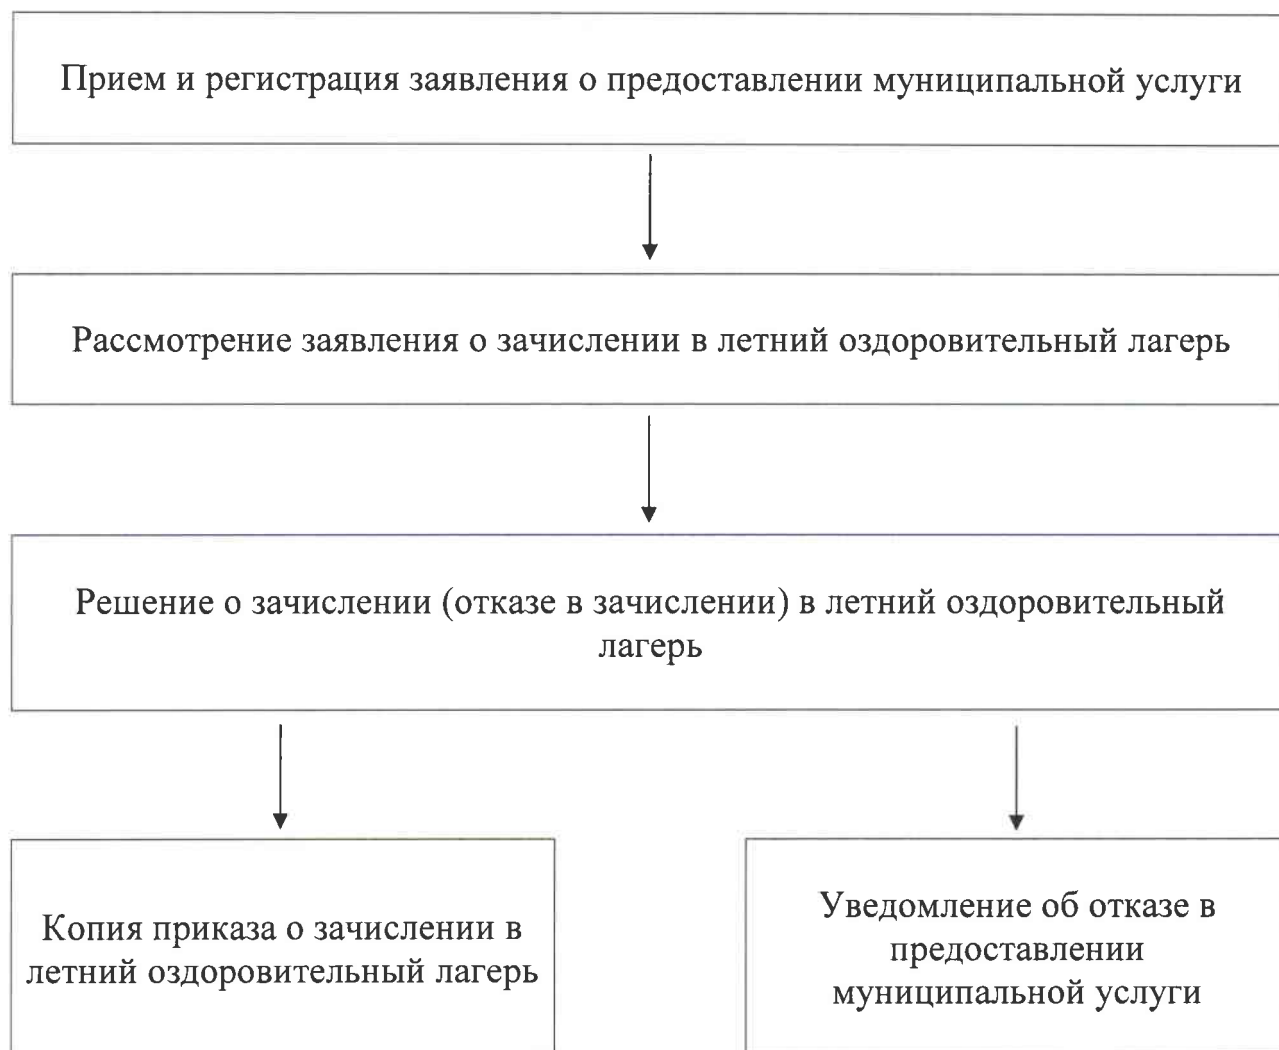 Прием и регистрация заявления о предоставлении муниципальной услуги
Рассмотрение заявления о зачислении в летний оздоровительный лагерь
Решение о зачислении (отказе в зачислении) в летний оздоровительный
лагерь
Копия приказа о зачислении в
летний оздоровительный лагерь
Уведомление об отказе в
предоставлении
муниципальной услуги